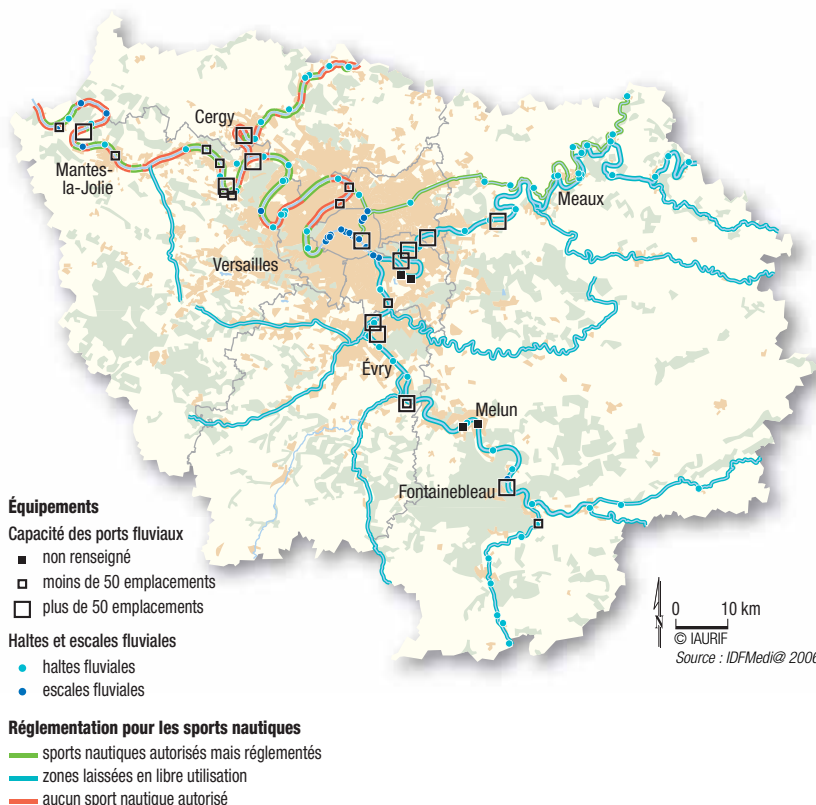 Cergy
Mantes-
la-Jolie
Meaux
Versailles
Évry
Melun
Fontainebleau
Équipements
Capacité des ports fluviaux
non renseigné
moins de 50 emplacements
plus de 50 emplacements
Haltes et escales fluviales
haltes fluviales
escales fluviales
Réglementation pour les sports nautiques
sports nautiques autorisés mais réglementés
zones laissées en libre utilisation
aucun sport nautique autorisé
N
0 10 km
© IAURIF
Source : IDFMedi@ 2006